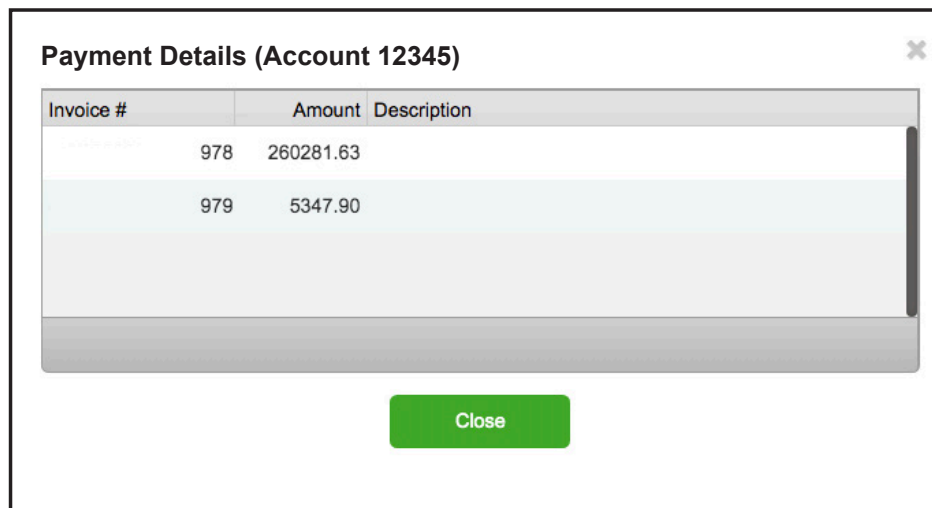 Payment Details (Account 12345)
Invoice # Amount Description
978 260281.63
979 5347.90
Close